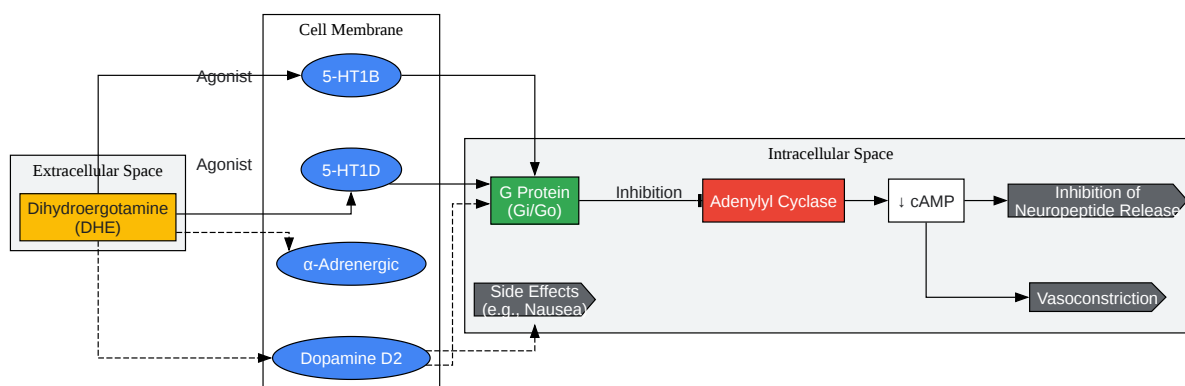 Cell Membrane
Agonist
5-HT1B
Extracellular Space
Dihydroergotamine
(DHE)
Agonist
5-HT1D
α-Adrenergic
Dopamine D2
Intracellular Space
G Protein
(Gi/Go)
Inhibition
Adenylyl Cyclase
↓ cAMP
Inhibition of
Neuropeptide Release
Side Effects
(e.g., Nausea)
Vasoconstriction